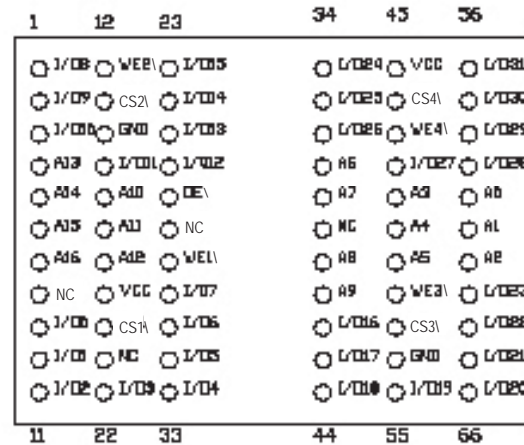 1 12 23 34 45 56
I/O8 WE2\ I/O15 I/O24 VCC I/O31
I/O9 CS2\ I/O14 I/O25 CS4\ I/O30
I/O10 GND I/O13 I/O26 WE4\ I/O29
A13 I/O11 I/O12 A6 I/O27 I/O28
A14 A10 OE\ A7 A3 A0
A15 A11 NC NC A4 A1
A16 A12 WE1\ A8 A5 A2
NC VCC I/O7 A9 WE3\ I/O23
I/O0 CS1\ I/O6 I/O16 CS3\ I/O22
I/O1 NC I/O5 I/O17 GND I/O21
I/O2 I/O3 I/O4 I/O18 I/O19 I/O20
11 22 33 44 55 66